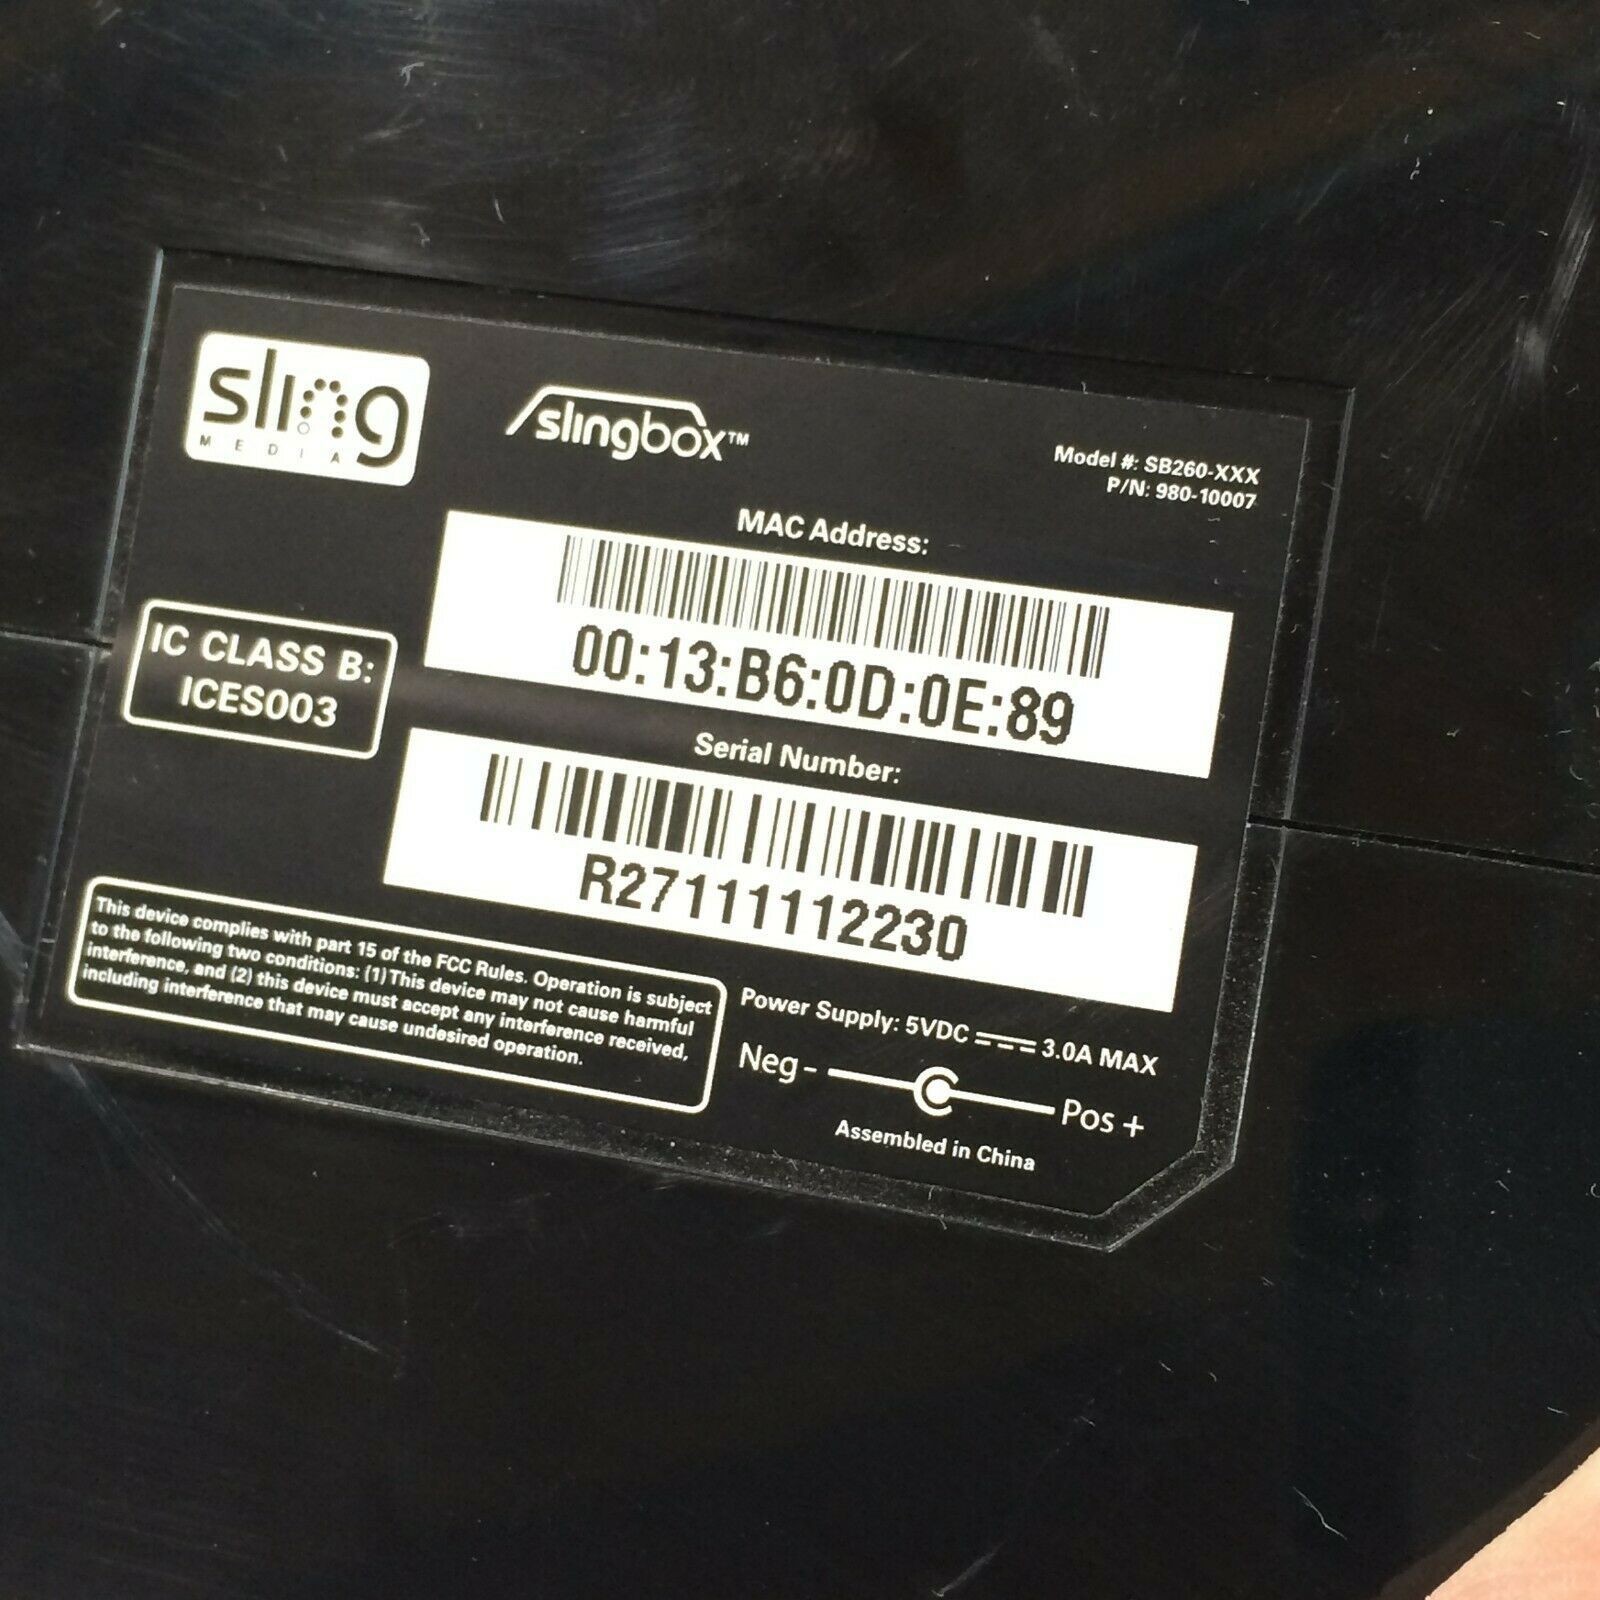 sling
MEDIA
slingbox™
Model #: SB260-XXX
P/N: 980-10007
MAC Address:
00:13:B6:0D:0E:89
IC CLASS B:
ICES003
Serial Number:
R27111112230
This device complies with part 15 of the FCC Rules. Operation is subject
to the following two conditions: (1) This device may not cause harmful
interference, and (2) this device must accept any interference received,
including interference that may cause undesired operation.
Power Supply: 5VDC 3.0A MAX
Neg - Pos +
Assembled in China